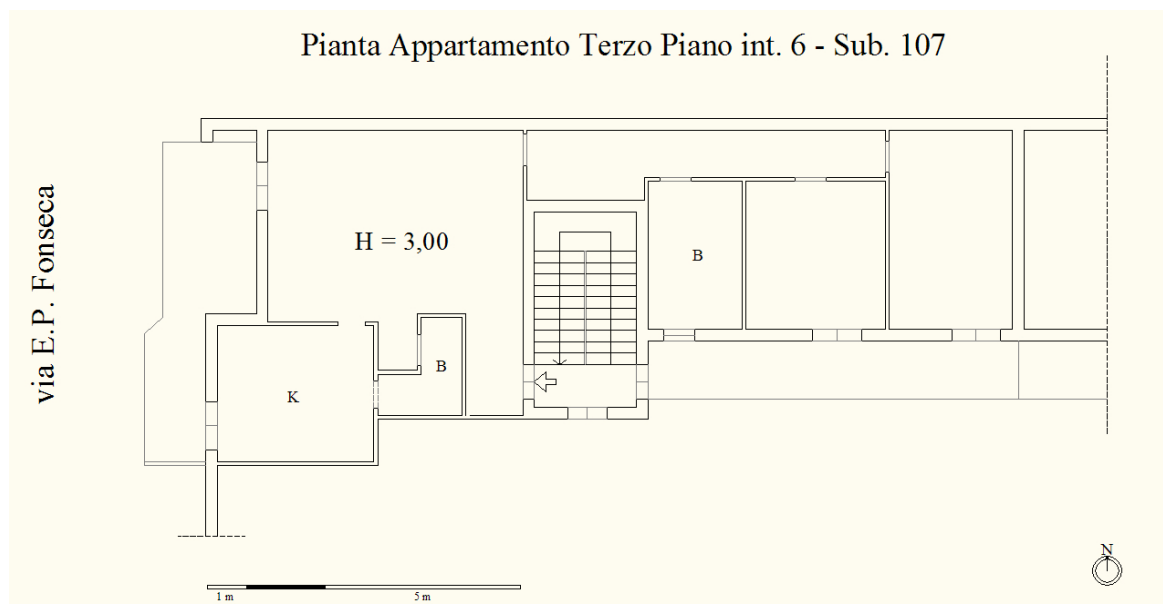 Pianta Appartamento Terzo Piano int. 6 - Sub. 107
via E.P. Fonseca
H = 3,00
B
B
K
N
1 m
5 m